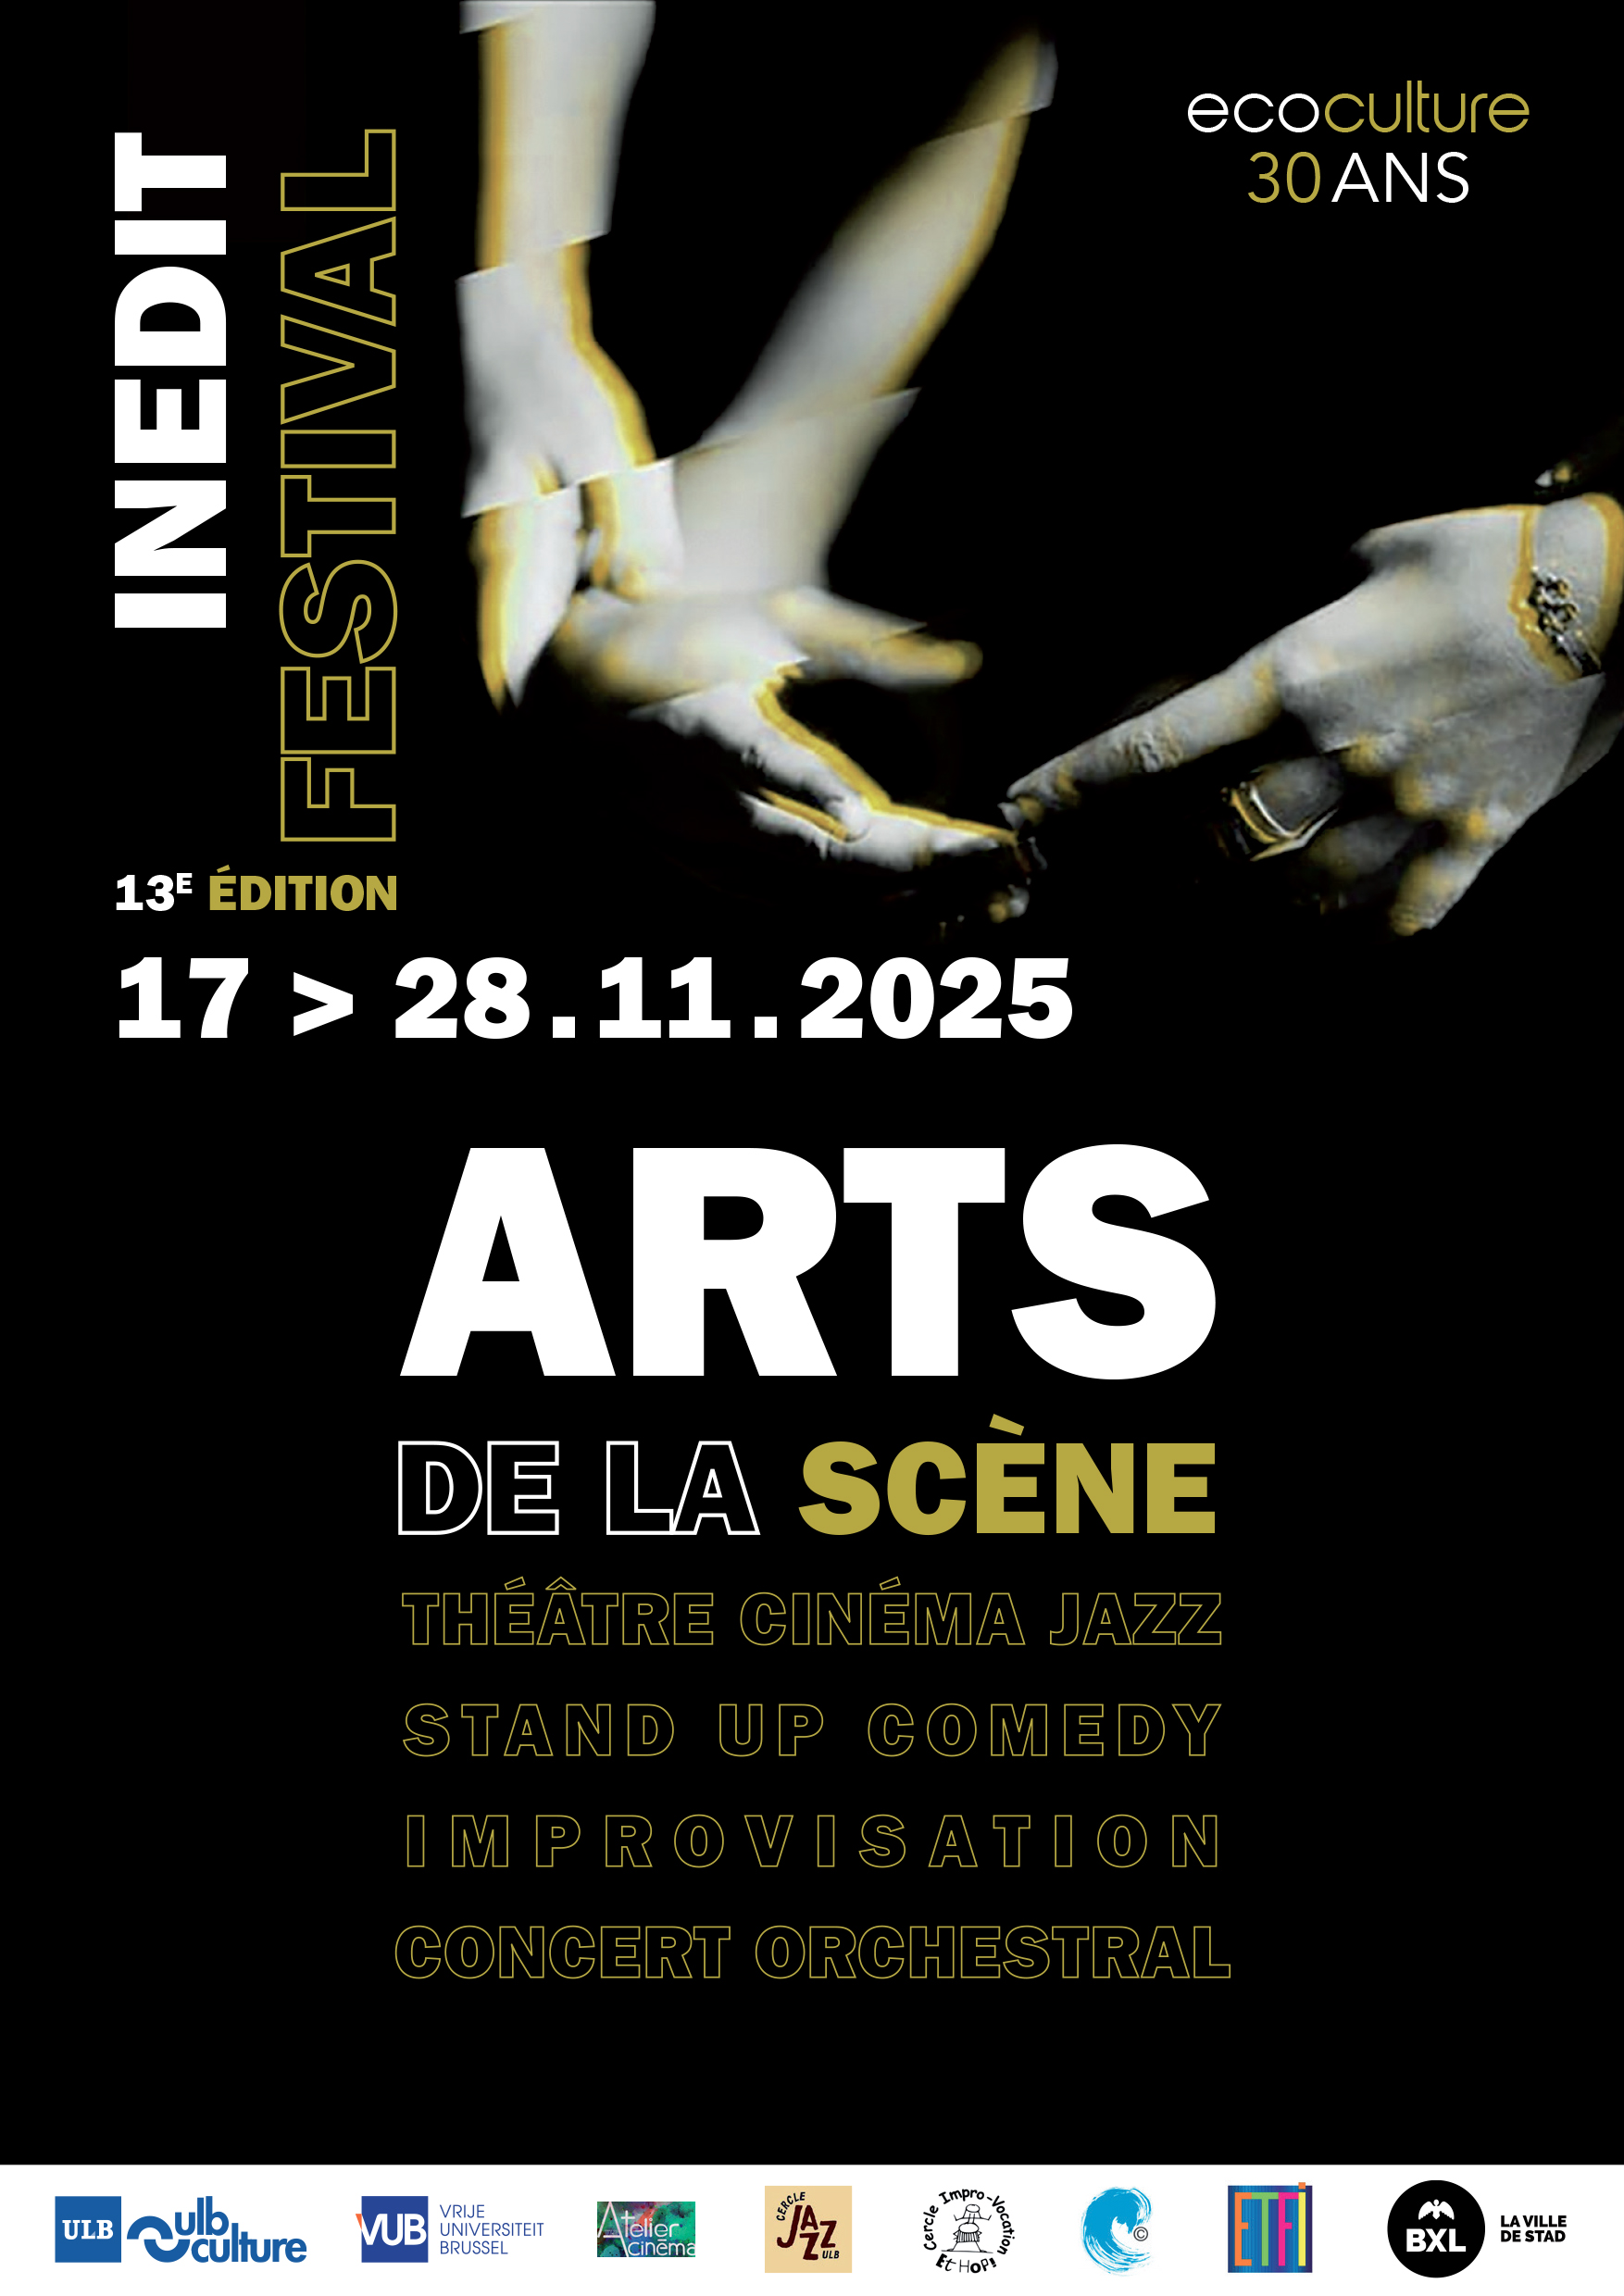 ecoculture
30 ANS
INEDIT
FESTIVAL
13E ÉDITION
17 > 28.11.2025
ARTS
DE LA SCÈNE
THÉÂTRE CINÉMA JAZZ
STAND UP COMEDY
IMPROVISATION
CONCERT ORCHESTRAL
ULB
ulb
culture
VUB
VRIJE
UNIVERSITEIT
BRUSSEL
Atelier
cinéma
CERCLE
JAZZ
ULB
Cercle Impro-Vocation
Et HOP!
©
ETFi
BXL
LA VILLE
DE STAD